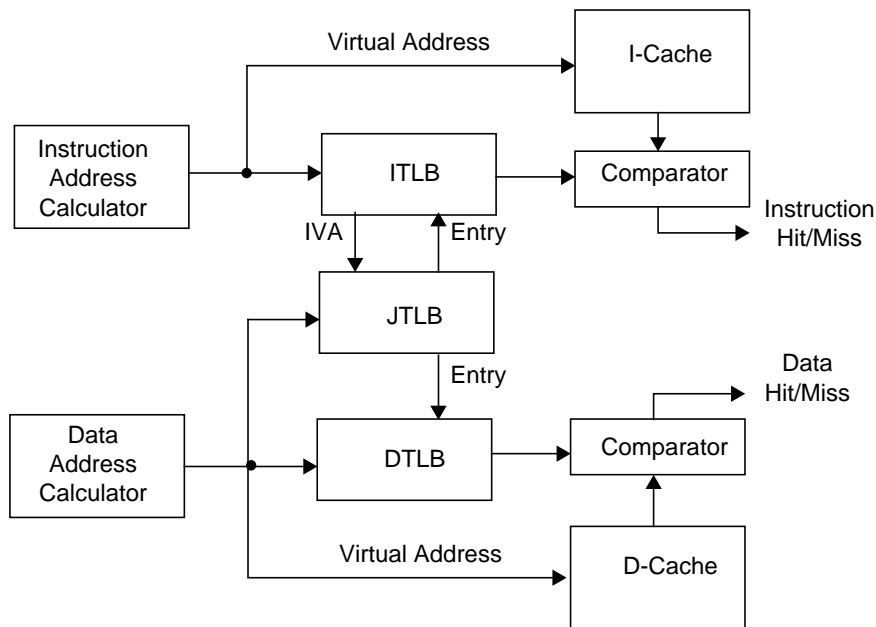 Virtual Address
I-Cache
Instruction
Address
Calculator
ITLB
Comparator
IVA
Entry
Instruction
Hit/Miss
JTLB
Entry
Data
Hit/Miss
Data
Address
Calculator
DTLB
Comparator
Virtual Address
D-Cache